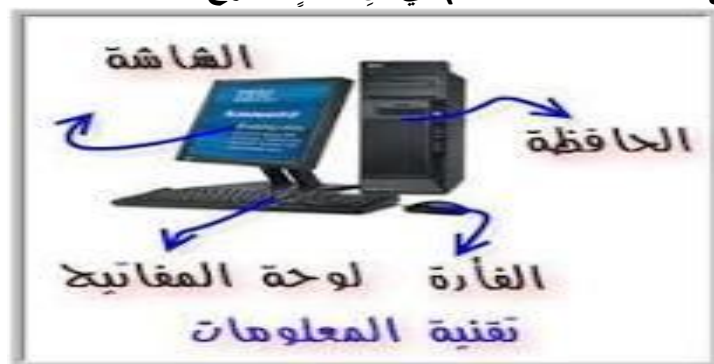 الشاشة
الحافظة
الفأرة لوحة المفاتيح
تقنية المعلومات